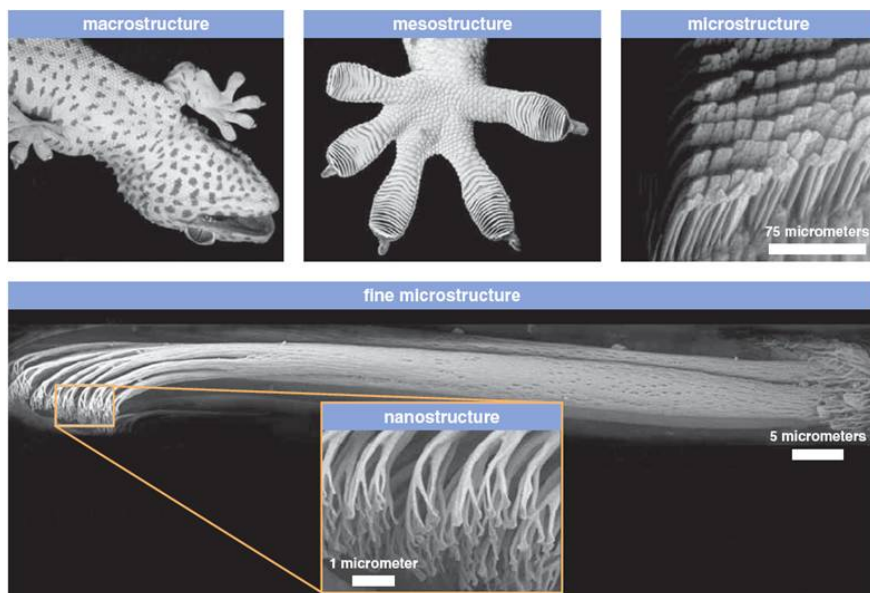 macrostructure
mesostructure
microstructure
75 micrometers
fine microstructure
5 micrometers
nanostructure
1 micrometer